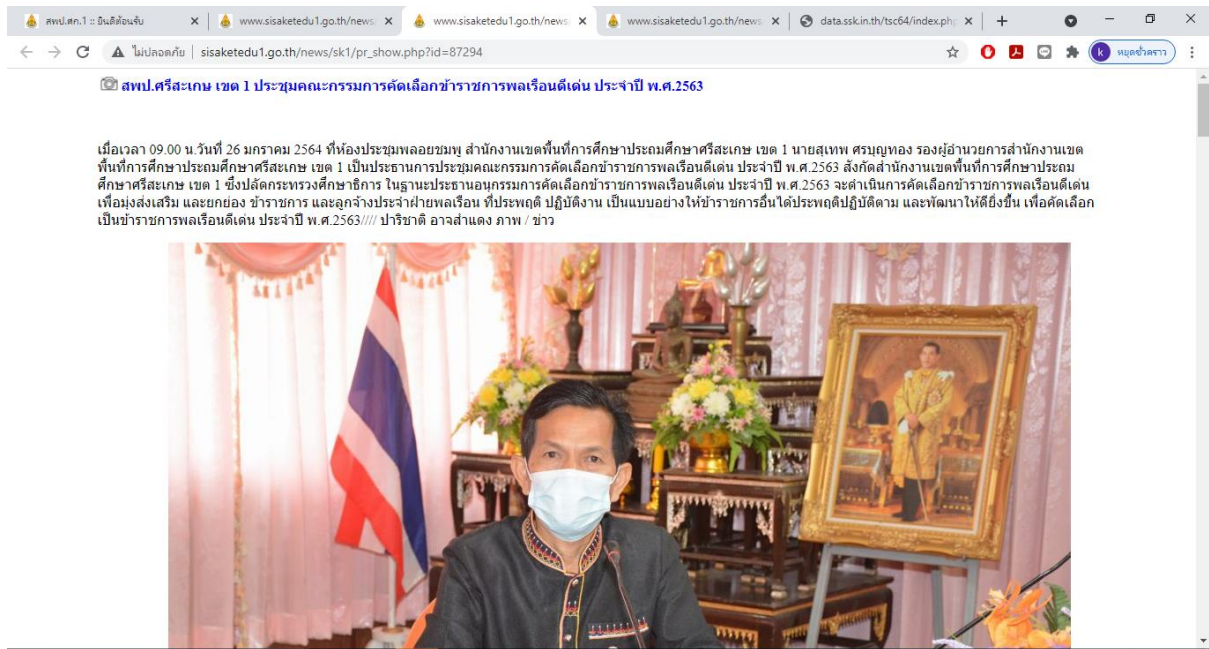 สพป.ศก.1 :: ยินดีต้อนรับ
www.sisaketedu1.go.th/news/
www.sisaketedu1.go.th/news/
www.sisaketedu1.go.th/news/
data.ssk.in.th/tsc64/index.php
ไม่ปลอดภัย | sisaketedu1.go.th/news/sk1/pr_show.php?id=87294
k หยุดชั่วคราว
สพป.ศรีสะเกษ เขต 1 ประชุมคณะกรรมการคัดเลือกข้าราชการพลเรือนดีเด่น ประจำปี พ.ศ.2563
เมื่อเวลา 09.00 น.วันที่ 26 มกราคม 2564 ที่ห้องประชุมพลอยชมพู สำนักงานเขตพื้นที่การศึกษาประถมศึกษาศรีสะเกษ เขต 1 นายสุเทพ ศรบุญทอง รองผู้อำนวยการสำนักงานเขต
พื้นที่การศึกษาประถมศึกษาศรีสะเกษ เขต 1 เป็นประธานการประชุมคณะกรรมการคัดเลือกข้าราชการพลเรือนดีเด่น ประจำปี พ.ศ.2563 สังกัดสำนักงานเขตพื้นที่การศึกษาประถม
ศึกษาศรีสะเกษ เขต 1 ซึ่งปลัดกระทรวงศึกษาธิการ ในฐานะประธานอนุกรรมการคัดเลือกข้าราชการพลเรือนดีเด่น ประจำปี พ.ศ.2563 จะดำเนินการคัดเลือกข้าราชการพลเรือนดีเด่น
เพื่อมุ่งส่งเสริม และยกย่อง ข้าราชการ และลูกจ้างประจำฝ่ายพลเรือน ที่ประพฤติ ปฏิบัติงาน เป็นแบบอย่างให้ข้าราชการอื่นได้ประพฤติปฏิบัติตาม และพัฒนาให้ดียิ่งขึ้น เพื่อคัดเลือก
เป็นข้าราชการพลเรือนดีเด่น ประจำปี พ.ศ.2563//// ปาริชาติ อาจสำแดง ภาพ / ข่าว